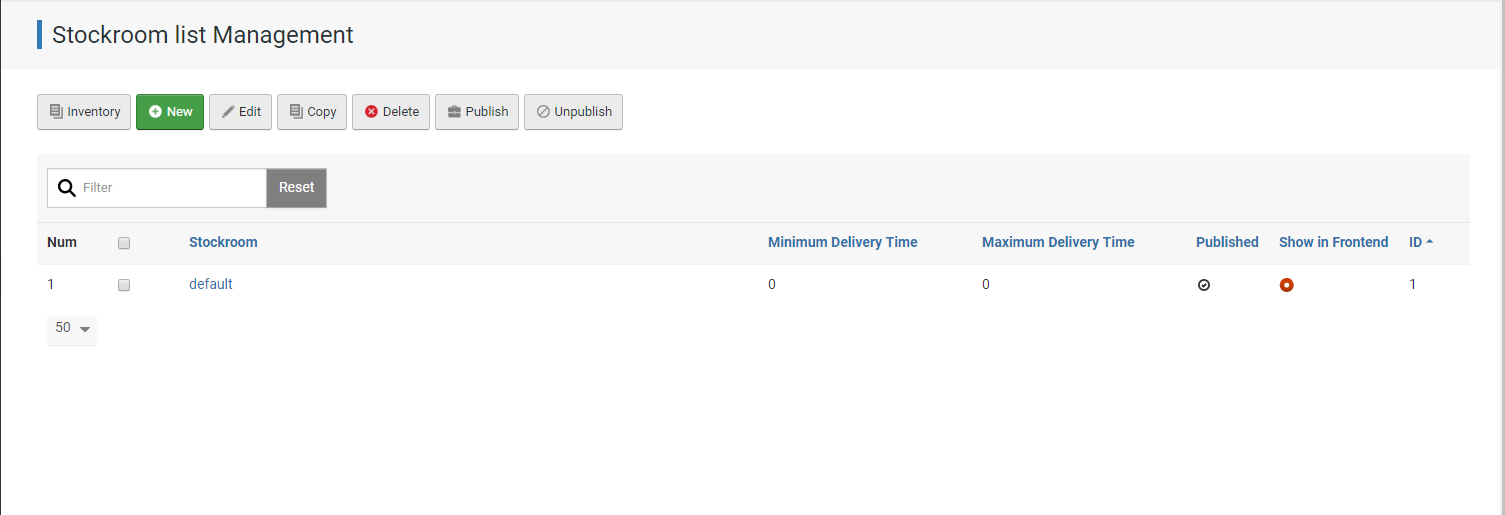 Stockroom list Management
Inventory New Edit Copy Delete Publish Unpublish
Filter Reset
Num Stockroom Minimum Delivery Time Maximum Delivery Time Published Show in Frontend ID
1 default 0 0 1
50